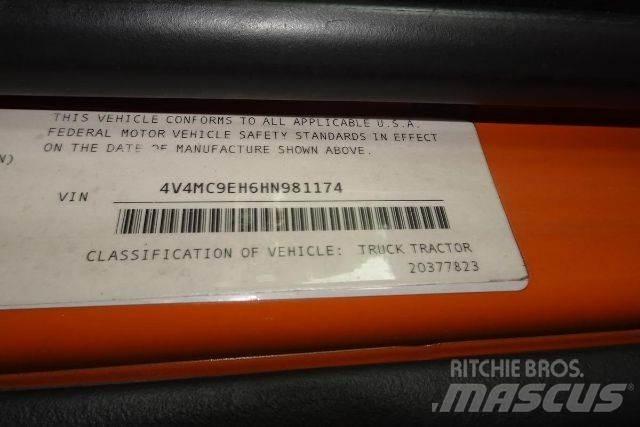 THIS VEHICLE CONFORMS TO ALL APPLICABLE U.S.A.
FEDERAL MOTOR VEHICLE SAFETY STANDARDS IN EFFECT
ON THE DATE OF MANUFACTURE SHOWN ABOVE.
N)
VIN 4V4MC9EH6HN981174
CLASSIFICATION OF VEHICLE: TRUCK TRACTOR
20377823
RITCHIE BROS.
MASCUS